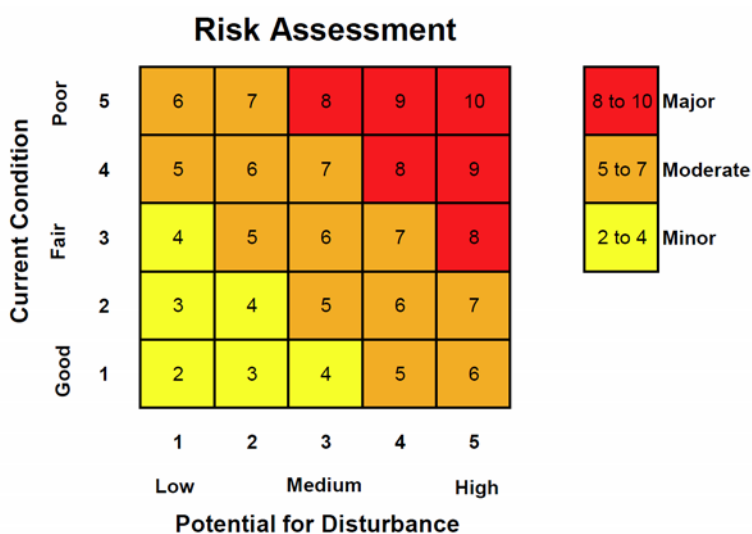 Risk Assessment
Poor 5 6 7 8 9 10
4 5 6 7 8 9
Fair 3 4 5 6 7 8
2 3 4 5 6 7
Good 1 2 3 4 5 6
1 2 3 4 5
Low Medium High
Potential for Disturbance
Current Condition
8 to 10 Major
5 to 7 Moderate
2 to 4 Minor